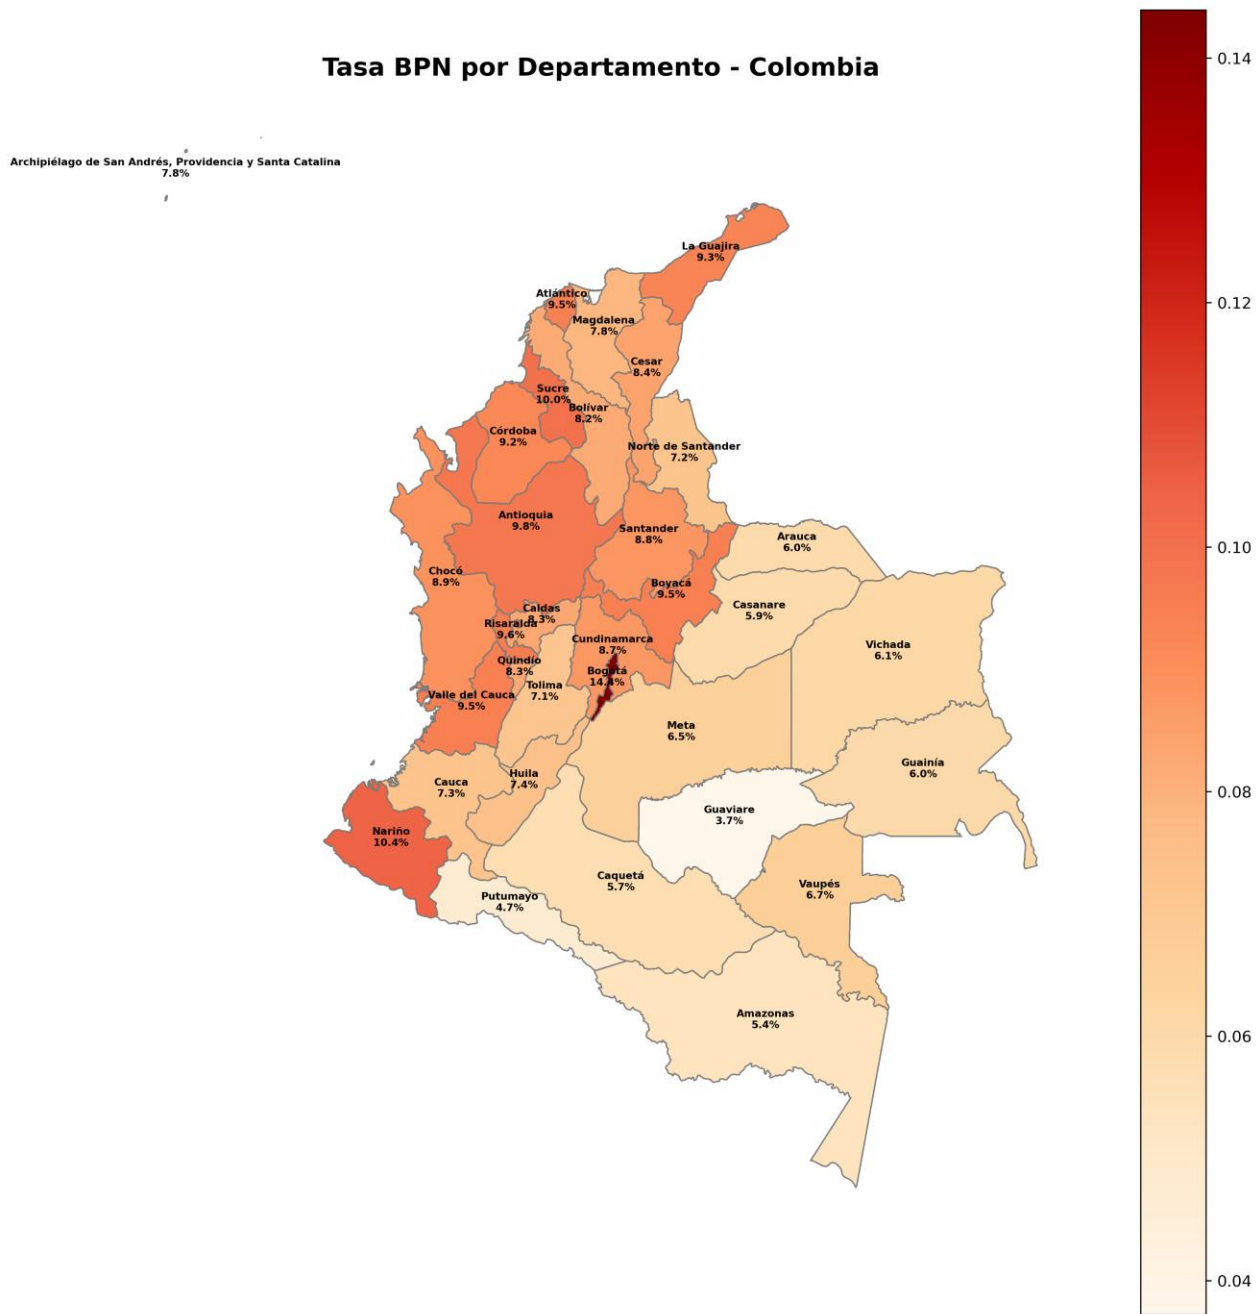 Tasa BPN por Departamento - Colombia
Archipiélago de San Andrés, Providencia y Santa Catalina
7.8%
La Guajira
9.3%
Atlántico
9.5%
Magdalena
7.8%
Cesar
8.4%
Sucre
10.0%
Bolívar
8.2%
Córdoba
9.2%
Norte de Santander
7.2%
Antioquia
9.8%
Santander
8.8%
Arauca
6.0%
Chocó
8.9%
Boyacá
9.5%
Casanare
5.9%
Caldas
8.3%
Risaralda
9.6%
Cundinamarca
8.7%
Vichada
6.1%
Quindío
8.3%
Bogotá
14.4%
Tolima
7.1%
Valle del Cauca
9.5%
Meta
6.5%
Guainía
6.0%
Huila
7.4%
Cauca
7.3%
Guaviare
3.7%
Nariño
10.4%
Caquetá
5.7%
Vaupés
6.7%
Putumayo
4.7%
Amazonas
5.4%
0.14
0.12
0.10
0.08
0.06
0.04